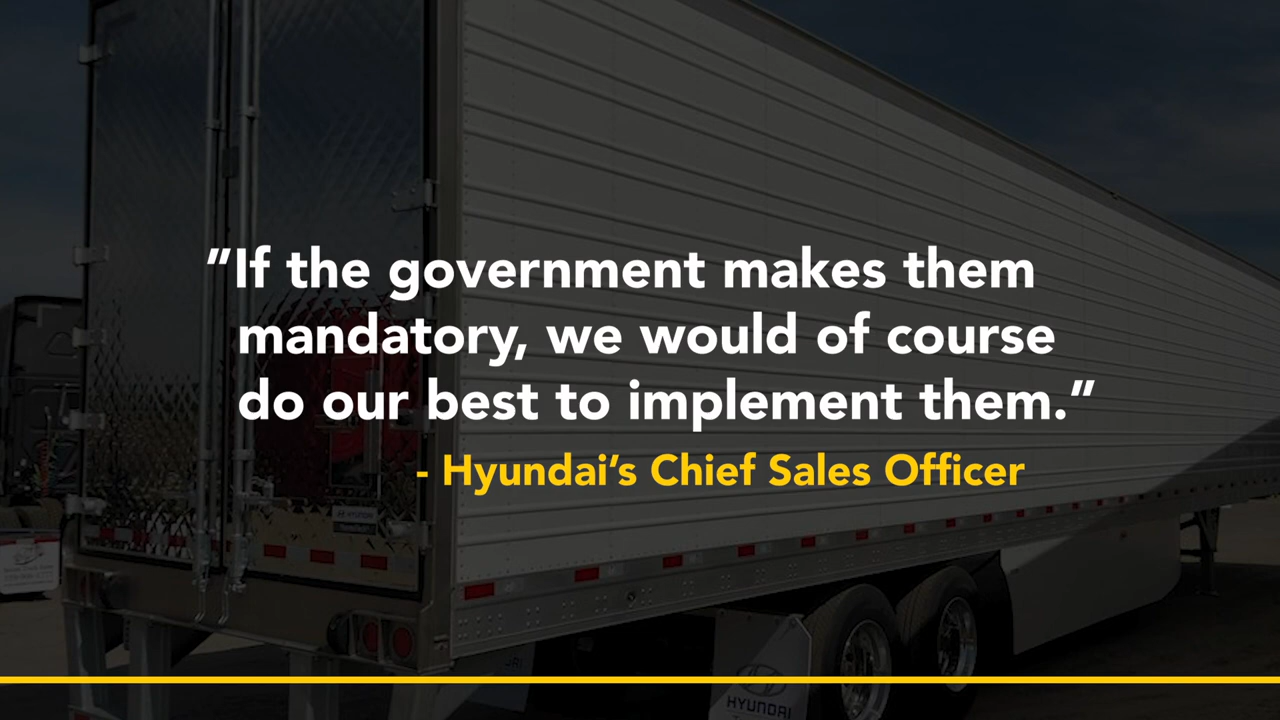 "If the government makes them
mandatory, we would of course
do our best to implement them."
- Hyundai's Chief Sales Officer
HYUNDAI